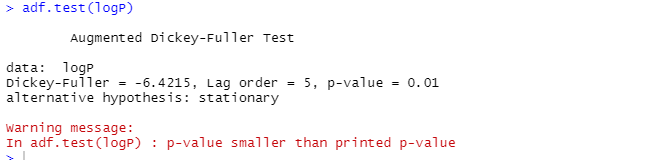 > adf.test(logP)
Augmented Dickey-Fuller Test
data:  logP
Dickey-Fuller = -6.4215, Lag order = 5, p-value = 0.01
alternative hypothesis: stationary
Warning message:
In adf.test(logP) : p-value smaller than printed p-value
>